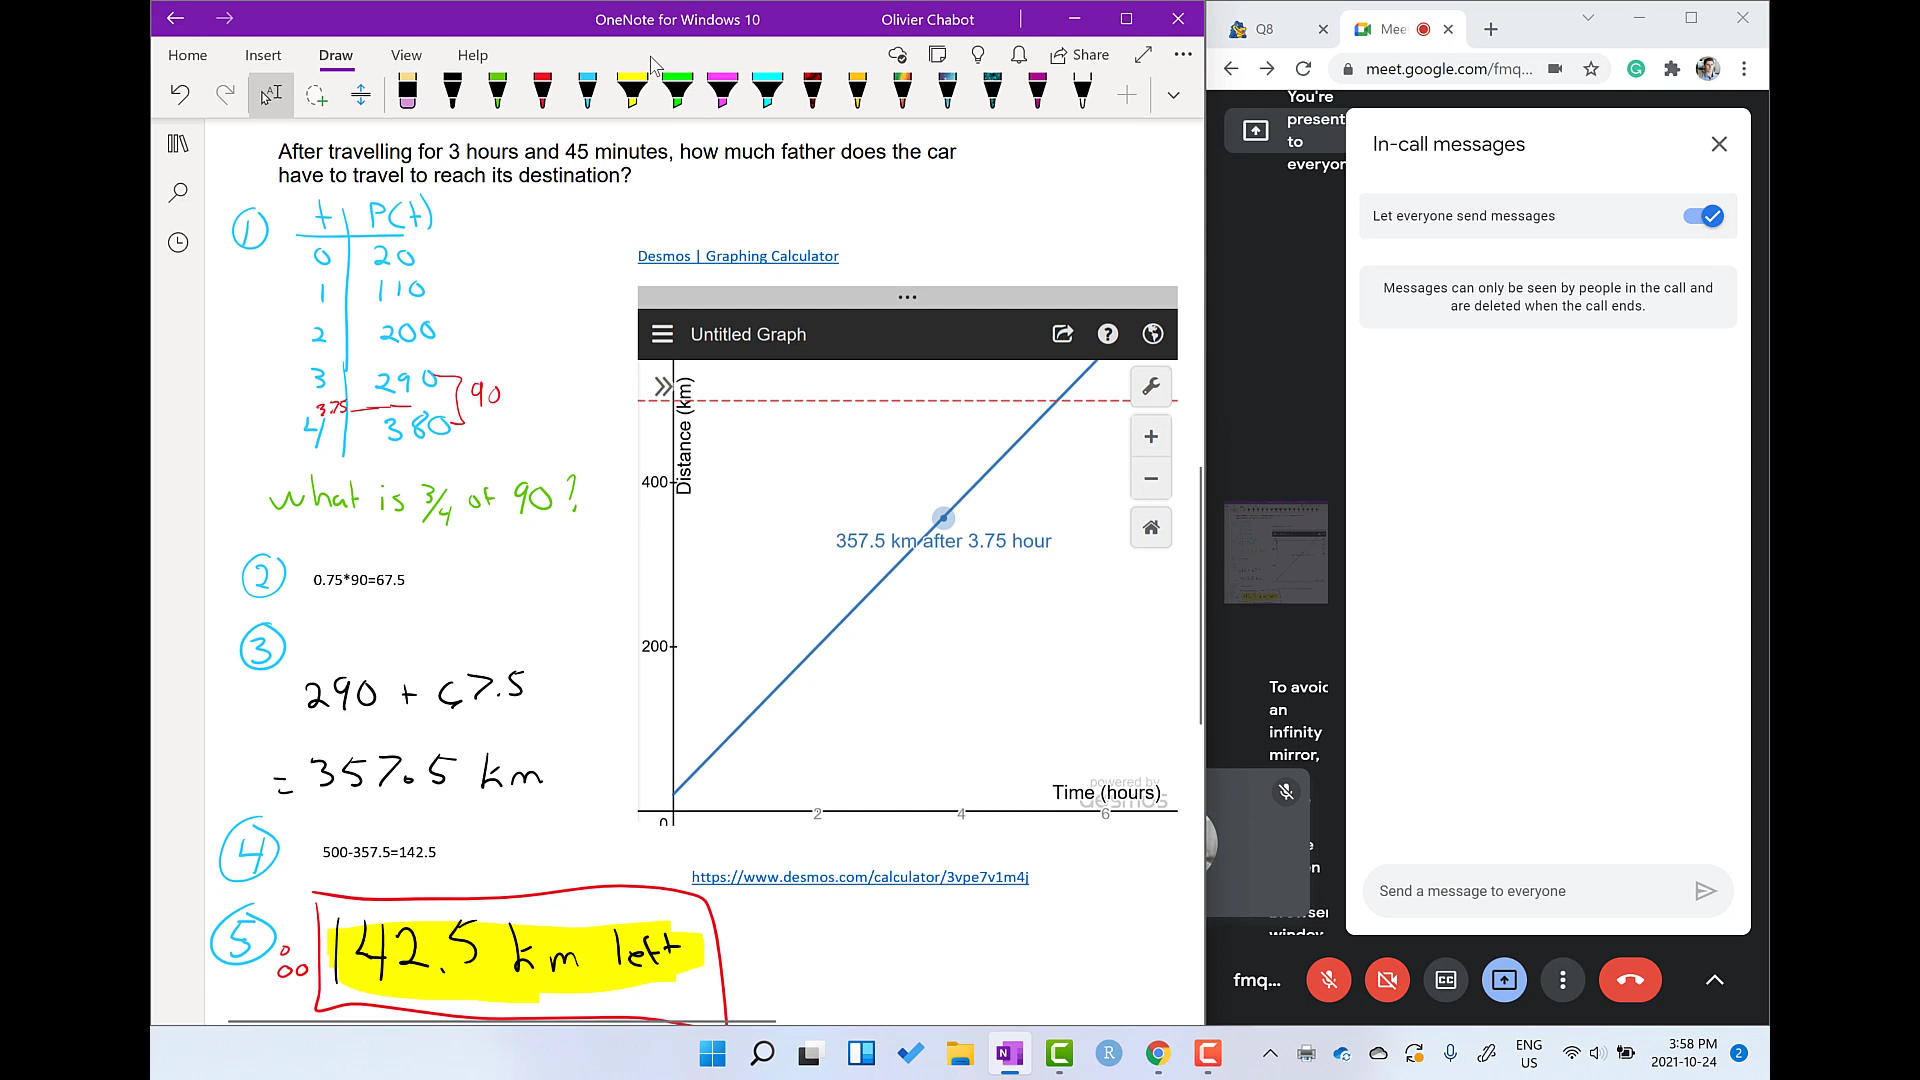 OneNote for Windows 10
Olivier Chabot
Home
Insert
Draw
View
Help
Share
After travelling for 3 hours and 45 minutes, how much father does the car
have to travel to reach its destination?
1
t P(t)
0 20
1 110
2 200
3 290
3.75
4 380
90
What is 3/4 of 90?
2
0.75*90=67.5
3
290 + 67.5
= 357.5 km
4
500-357.5=142.5
5
142.5 km left
Desmos | Graphing Calculator
Untitled Graph
Distance (km)
400
357.5 km after 3.75 hour
200
powered by
desmos
Time (hours)
0
2
4
6
https://www.desmos.com/calculator/3vpe7v1m4j
Q8
Mee
meet.google.com/fmq...
You're
present
to
everyon
In-call messages
Let everyone send messages
Messages can only be seen by people in the call and
are deleted when the call ends.
To avoid
an
infinity
mirror,
Send a message to everyone
fmq...
CC
R
ENG
US
3:58 PM
2021-10-24
2